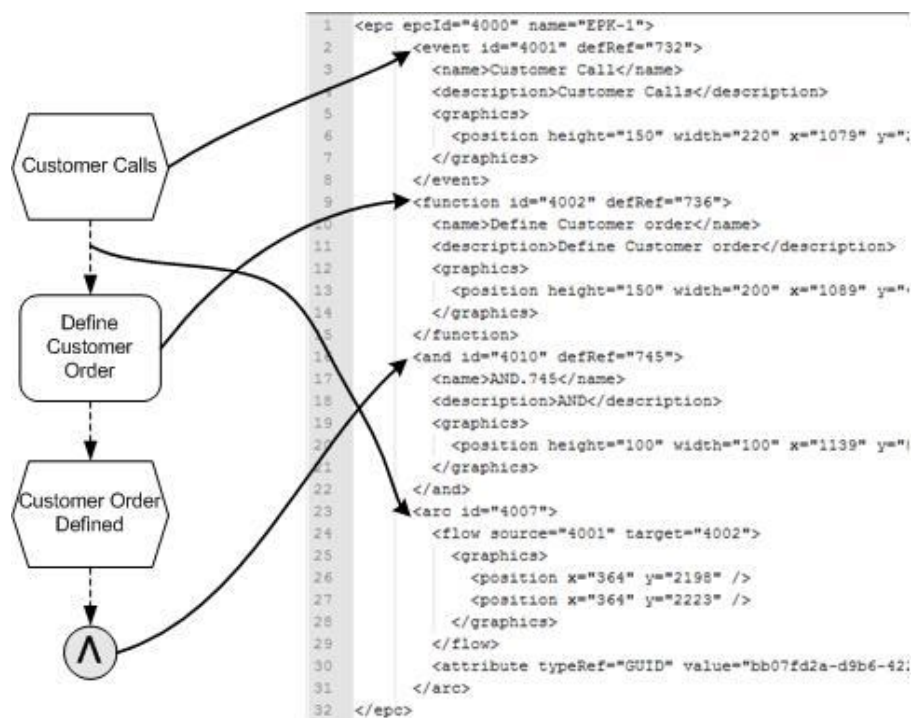 Customer Calls
Define
Customer
Order
Customer Order
Defined
Λ
1 <epc epcId="4000" name="EPK-1">
2 <event id="4001" defRef="732">
3 <name>Customer Call</name>
4 <description>Customer Calls</description>
5 <graphics>
6 <position height="150" width="220" x="1079" y="
7 </graphics>
8 </event>
9 <function id="4002" defRef="736">
10 <name>Define Customer order</name>
11 <description>Define Customer order</description>
12 <graphics>
13 <position height="150" width="200" x="1089" y="
14 </graphics>
15 </function>
16 <and id="4010" defRef="745">
17 <name>AND.745</name>
18 <description>AND</description>
19 <graphics>
20 <position height="100" width="100" x="1139" y="
21 </graphics>
22 </and>
23 <arc id="4007">
24 <flow source="4001" target="4002">
25 <graphics>
26 <position x="364" y="2198" />
27 <position x="364" y="2223" />
28 </graphics>
29 </flow>
30 <attribute typeRef="GUID" value="bb07fd2a-d9b6-422
31 </arc>
32 </epc>